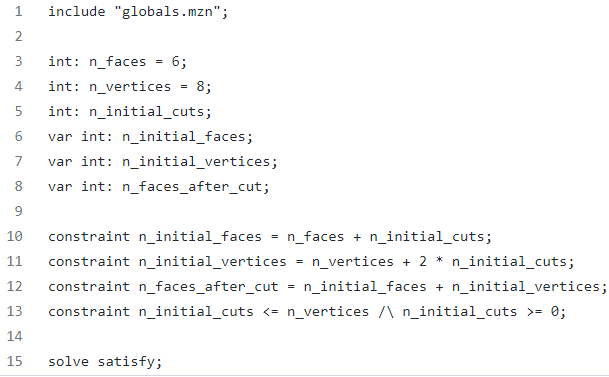 1 include "globals.mzn";
2
3 int: n_faces = 6;
4 int: n_vertices = 8;
5 int: n_initial_cuts;
6 var int: n_initial_faces;
7 var int: n_initial_vertices;
8 var int: n_faces_after_cut;
9
10 constraint n_initial_faces = n_faces + n_initial_cuts;
11 constraint n_initial_vertices = n_vertices + 2 * n_initial_cuts;
12 constraint n_faces_after_cut = n_initial_faces + n_initial_vertices;
13 constraint n_initial_cuts <= n_vertices /\ n_initial_cuts >= 0;
14
15 solve satisfy;